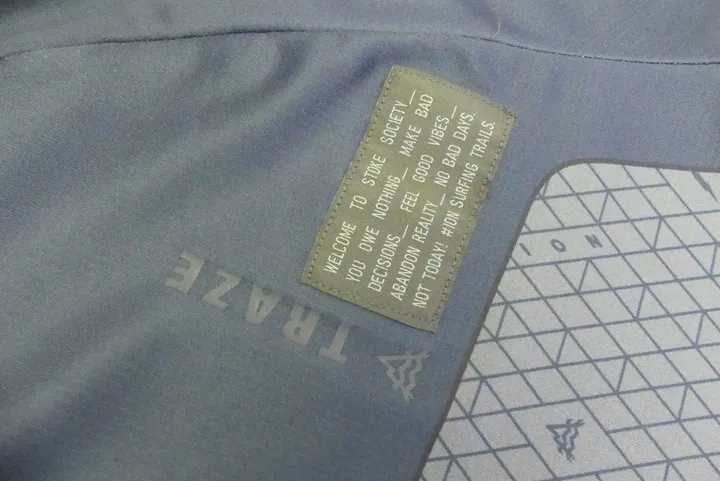 WELCOME TO STOKE SOCIETY_
YOU OWE NOTHING_ MAKE BAD
DECISIONS_ FEEL GOOD VIBES_
ABANDON REALITY_ NO BAD DAYS.
NOT TODAY! #ION SURFING TRAILS.
TRAZE
ION